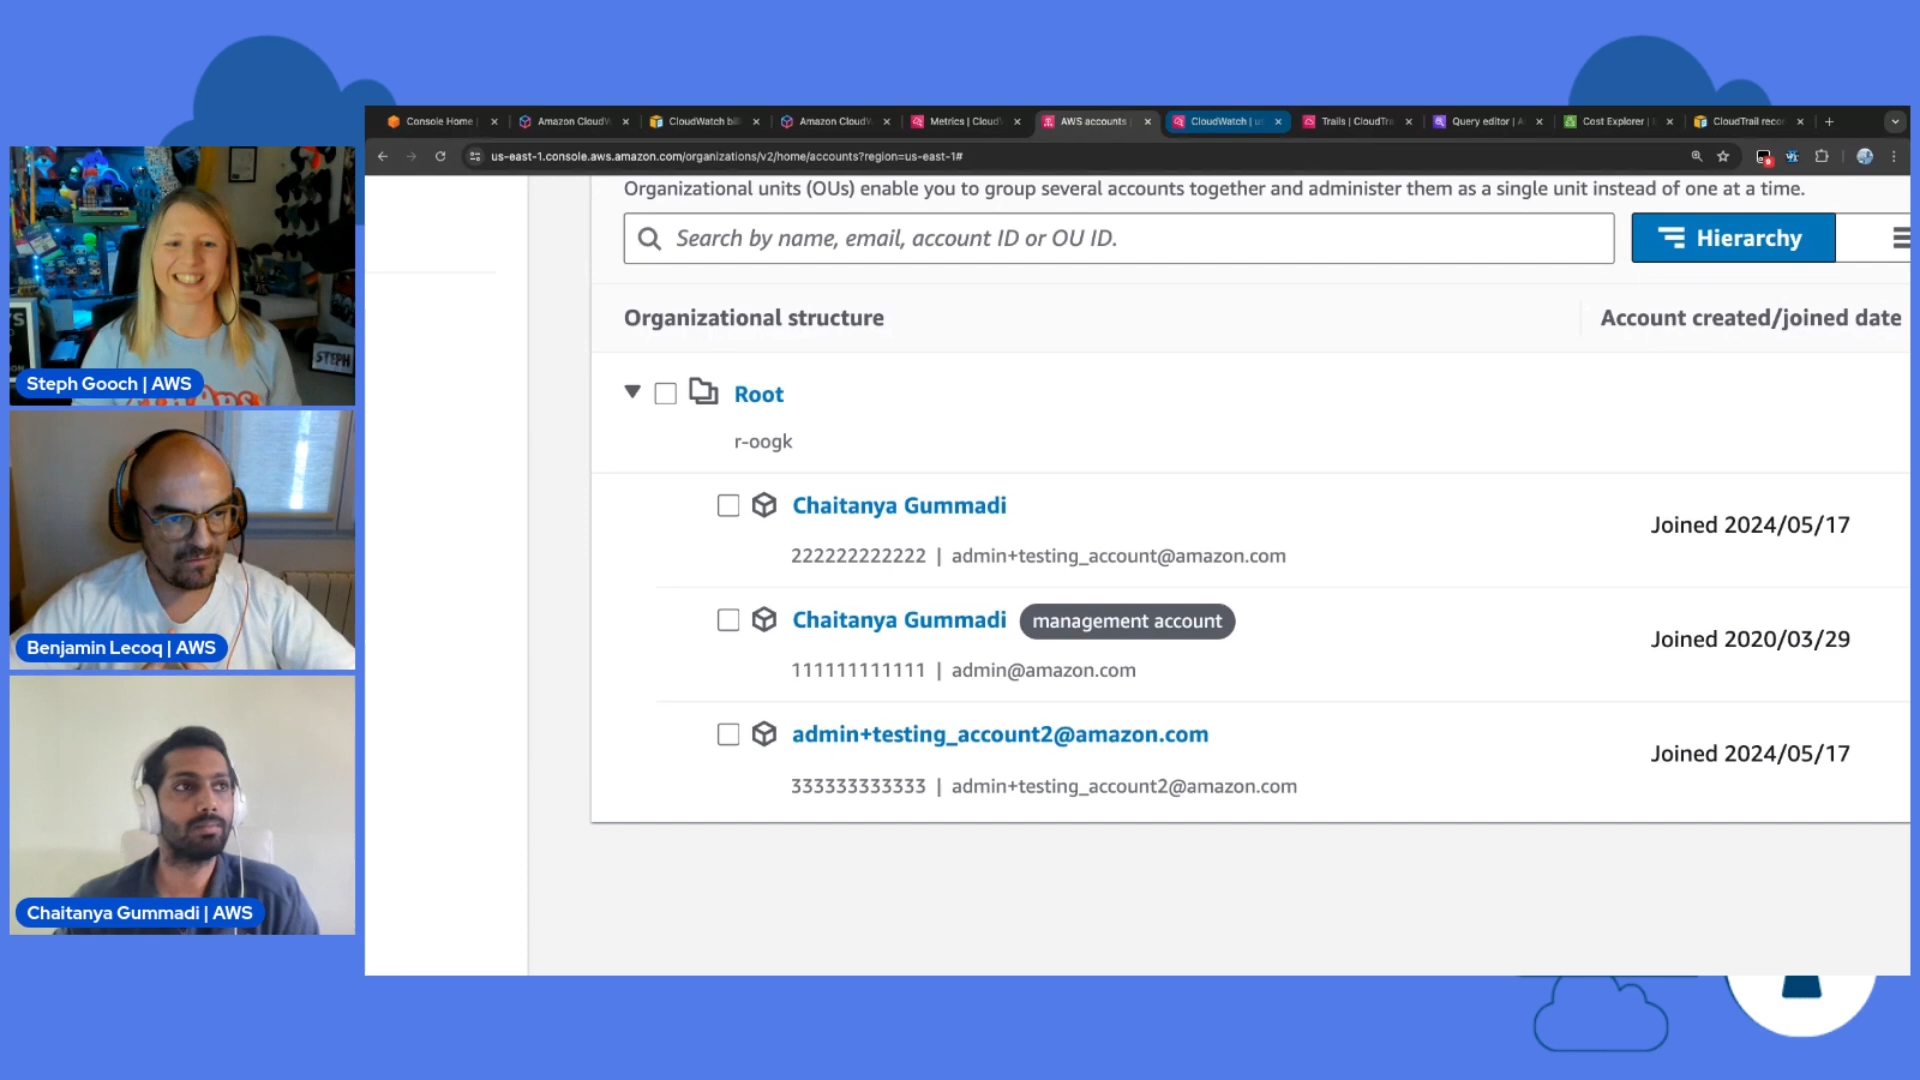 Console Home |
Amazon CloudW
CloudWatch bil
Amazon CloudW
Metrics | Cloud
AWS accounts |
CloudWatch | us
Trails | CloudTra
Query editor | A
Cost Explorer |
CloudTrail reco
us-east-1.console.aws.amazon.com/organizations/v2/home/accounts?region=us-east-1#
Organizational units (OUs) enable you to group several accounts together and administer them as a single unit instead of one at a time.
Search by name, email, account ID or OU ID.
Hierarchy
Organizational structure
Account created/joined date
Root
r-oogk
Chaitanya Gummadi
222222222222 | admin+testing_account@amazon.com
Joined 2024/05/17
Chaitanya Gummadi
management account
111111111111 | admin@amazon.com
Joined 2020/03/29
admin+testing_account2@amazon.com
333333333333 | admin+testing_account2@amazon.com
Joined 2024/05/17
STEPH
Steph Gooch | AWS
Benjamin Lecoq | AWS
Chaitanya Gummadi | AWS